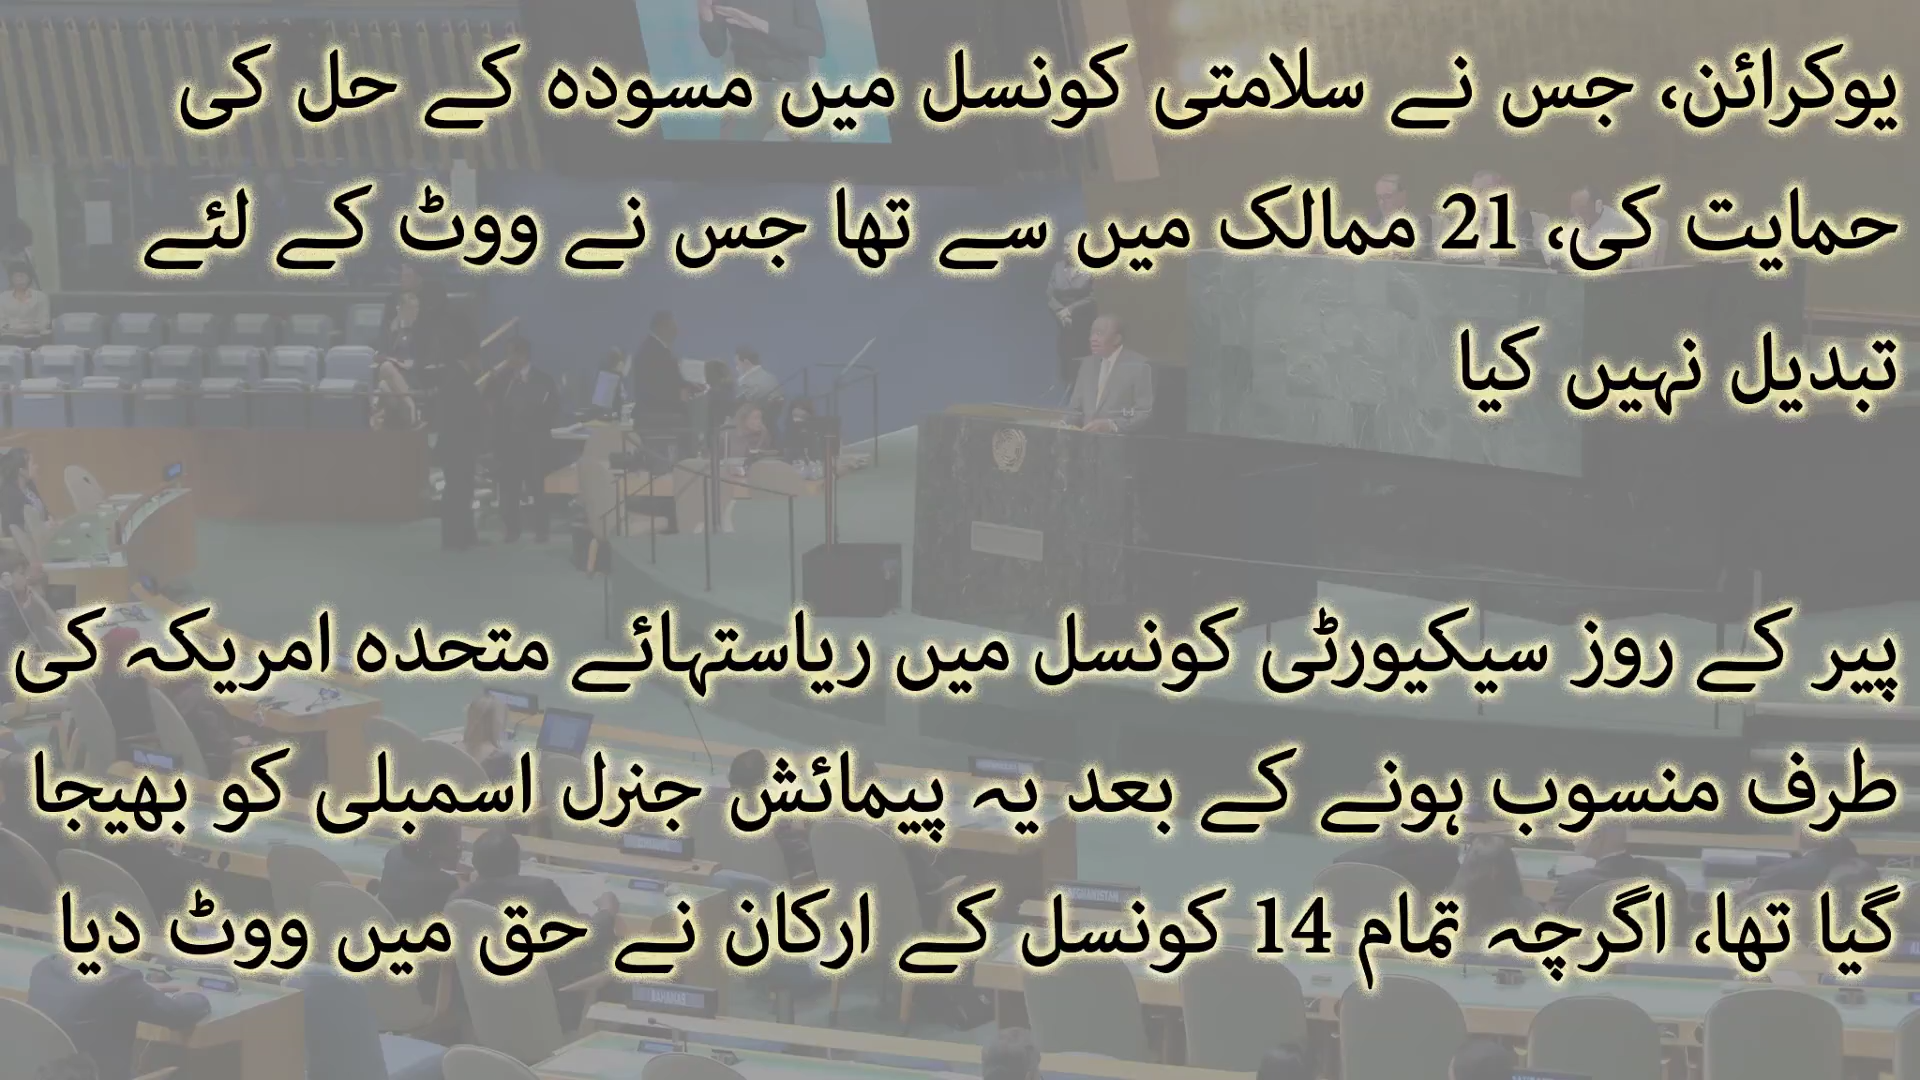 یوکرائن، جس نے سلامتی کونسل میں مسودہ کے حل کی
حمایت کی، 21 ممالک میں سے تھا جس نے ووٹ کے لئے
تبدیل نہیں کیا
پیر کے روز سیکیورٹی کونسل میں ریاستہائے متحدہ امریکہ کی
طرف منسوب ہونے کے بعد یہ پیمائش جنرل اسمبلی کو بھیجا
گیا تھا، اگرچہ تمام 14 کونسل کے ارکان نے حق میں ووٹ دیا